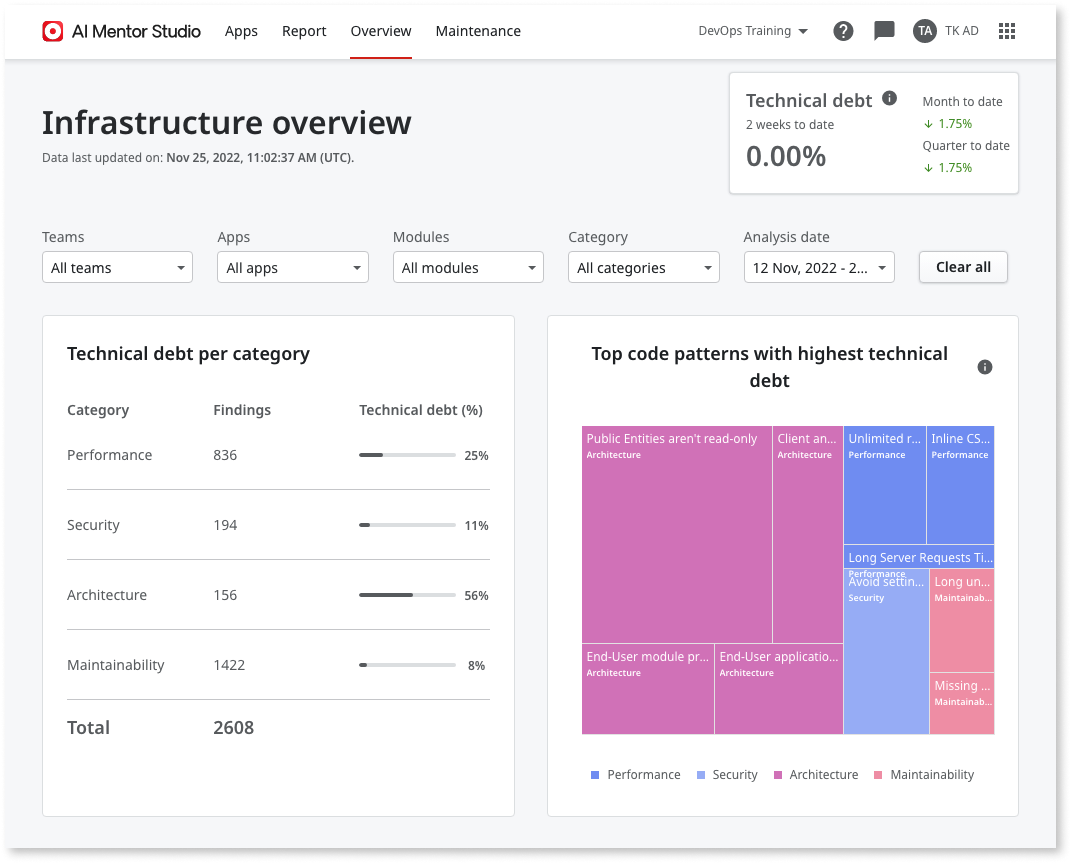 AI Mentor Studio Apps Report Overview Maintenance DevOps Training ? TA TK AD
Infrastructure overview
Data last updated on: Nov 25, 2022, 11:02:37 AM (UTC).
Technical debt i
2 weeks to date
0.00%
Month to date
↓ 1.75%
Quarter to date
↓ 1.75%
Teams Apps Modules Category Analysis date
All teams All apps All modules All categories 12 Nov, 2022 - 2... Clear all
Technical debt per category
Category Findings Technical debt (%)
Performance 836 25%
Security 194 11%
Architecture 156 56%
Maintainability 1422 8%
Total 2608
Top code patterns with highest technical
debt
i
Public Entities aren't read-only
Architecture
Client an...
Architecture
Unlimited r...
Performance
Inline CS...
Performance
Long Server Requests Ti...
Performance
Avoid settin...
Security
Long un...
Maintainab...
End-User module pr...
Architecture
End-User applicatio...
Architecture
Missing ...
Maintainab...
Performance Security Architecture Maintainability